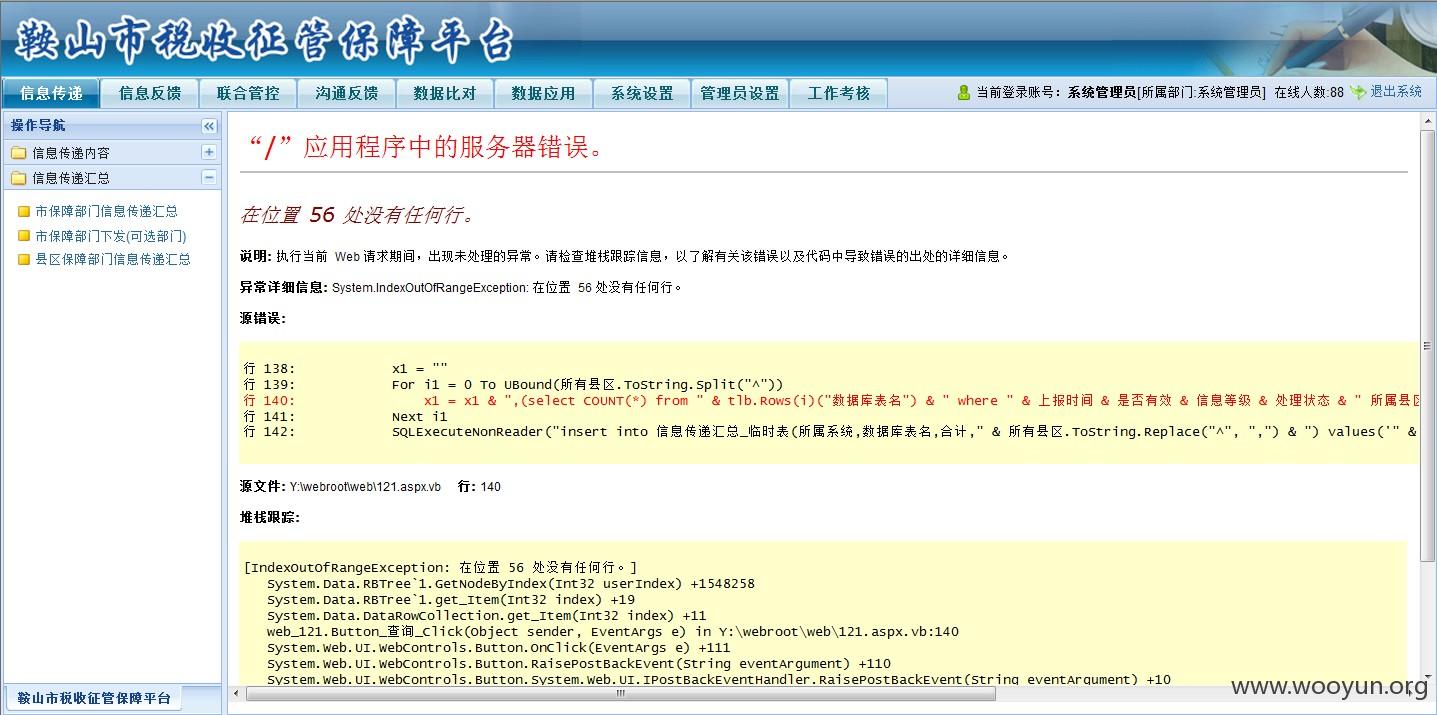 鞍山市税收征管保障平台
信息传递 信息反馈 联合管控 沟通反馈 数据比对 数据应用 系统设置 管理员设置 工作考核 当前登录账号：系统管理员[所属部门:系统管理员] 在线人数:88 退出系统
操作导航
信息传递内容
信息传递汇总
市保障部门信息传递汇总
市保障部门下发(可选部门)
县区保障部门信息传递汇总
“/”应用程序中的服务器错误。
在位置 56 处没有任何行。
说明: 执行当前 Web 请求期间，出现未处理的异常。请检查堆栈跟踪信息，以了解有关该错误以及代码中导致错误的出处的详细信息。
异常详细信息: System.IndexOutOfRangeException: 在位置 56 处没有任何行。
源错误:
行 138: x1 = ""
行 139: For i1 = 0 To UBound(所有县区.ToString.Split("^"))
行 140: x1 = x1 & ",(select COUNT(*) from " & tlb.Rows(i)("数据库表名") & " where " & 上报时间 & 是否有效 & 信息等级 & 处理状态 & " 所属县区
行 141: Next i1
行 142: SQLExecuteNonReader("insert into 信息传递汇总_临时表(所属系统,数据库表名,合计," & 所有县区.ToString.Replace("^", ",") & ") values('" &
源文件: Y:\webroot\web\121.aspx.vb 行: 140
堆栈跟踪:
[IndexOutOfRangeException: 在位置 56 处没有任何行。]
System.Data.RBTree`1.GetNodeByIndex(Int32 userIndex) +1548258
System.Data.RBTree`1.get_Item(Int32 index) +19
System.Data.DataRowCollection.get_Item(Int32 index) +11
web_121.Button_查询_Click(Object sender, EventArgs e) in Y:\webroot\web\121.aspx.vb:140
System.Web.UI.WebControls.Button.OnClick(EventArgs e) +111
System.Web.UI.WebControls.Button.RaisePostBackEvent(String eventArgument) +110
System.Web.UI.WebControls.Button.System.Web.UI.IPostBackEventHandler.RaisePostBackEvent(String eventArgument) +10
鞍山市税收征管保障平台
www.wooyun.org